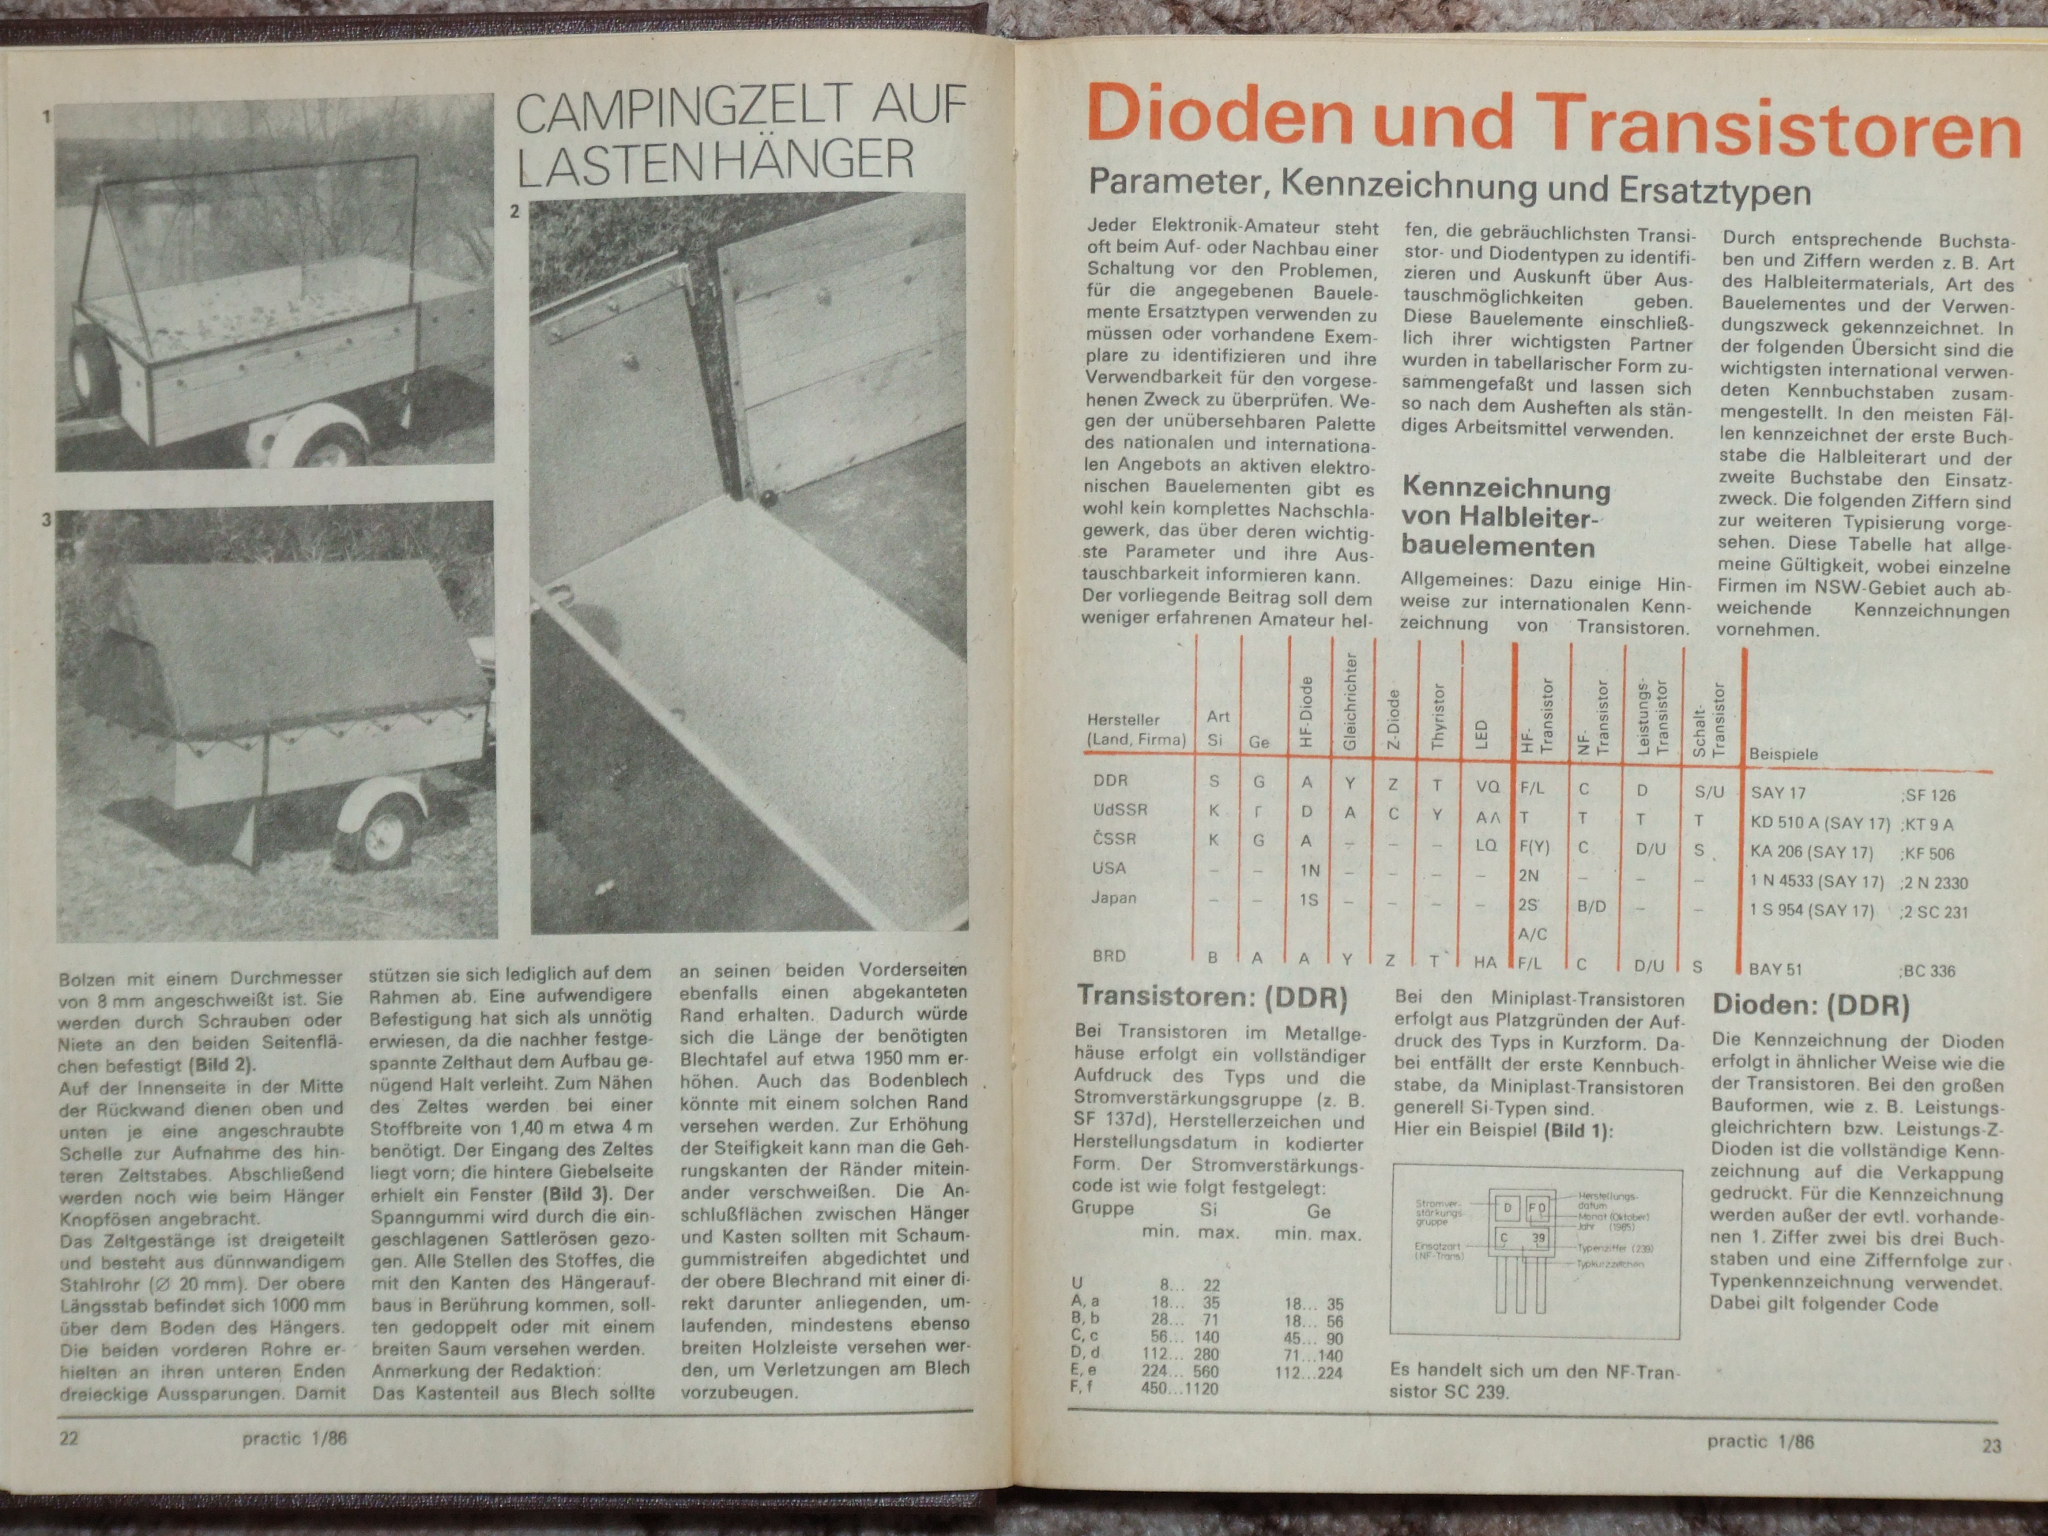 1
CAMPINGZELT AUF
LASTENHÄNGER
2
3
Bolzen mit einem Durchmesser
von 8 mm angeschweißt ist. Sie
werden durch Schrauben oder
Niete an den beiden Seitenflä-
chen befestigt (Bild 2).
Auf der Innenseite in der Mitte
der Rückwand dienen oben und
unten je eine angeschraubte
Schelle zur Aufnahme des hin-
teren Zeltstabes. Abschließend
werden noch wie beim Hänger
Knopfösen angebracht.
Das Zeltgestänge ist dreigeteilt
und besteht aus dünnwandigem
Stahlrohr (∅ 20 mm). Der obere
Längsstab befindet sich 1000 mm
über dem Boden des Hängers.
Die beiden vorderen Rohre er-
hielten an ihren unteren Enden
dreieckige Aussparungen. Damit
stützen sie sich lediglich auf dem
Rahmen ab. Eine aufwendigere
Befestigung hat sich als unnötig
erwiesen, da die nachher festge-
spannte Zelthaut dem Aufbau ge-
nügend Halt verleiht. Zum Nähen
des Zeltes werden bei einer
Stoffbreite von 1,40 m etwa 4 m
benötigt. Der Eingang des Zeltes
liegt vorn; die hintere Giebelseite
erhielt ein Fenster (Bild 3). Der
Spanngummi wird durch die ein-
geschlagenen Sattlerösen gezo-
gen. Alle Stellen des Stoffes, die
mit den Kanten des Hängerauf-
baus in Berührung kommen, soll-
ten gedoppelt oder mit einem
breiten Saum versehen werden.
Anmerkung der Redaktion:
Das Kastenteil aus Blech sollte
an seinen beiden Vorderseiten
ebenfalls einen abgekanteten
Rand erhalten. Dadurch würde
sich die Länge der benötigten
Blechtafel auf etwa 1950 mm er-
höhen. Auch das Bodenblech
könnte mit einem solchen Rand
versehen werden. Zur Erhöhung
der Steifigkeit kann man die Geh-
rungskanten der Ränder mitein-
ander verschweißen. Die An-
schlußflächen zwischen Hänger
und Kasten sollten mit Schaum-
gummistreifen abgedichtet und
der obere Blechrand mit einer di-
rekt darunter anliegenden, um-
laufenden, mindestens ebenso
breiten Holzleiste versehen wer-
den, um Verletzungen am Blech
vorzubeugen.
22 practic 1/86
Dioden und Transistoren
Parameter, Kennzeichnung und Ersatztypen
Jeder Elektronik-Amateur steht
oft beim Auf- oder Nachbau einer
Schaltung vor den Problemen,
für die angegebenen Bauele-
mente Ersatztypen verwenden zu
müssen oder vorhandene Exem-
plare zu identifizieren und ihre
Verwendbarkeit für den vorgese-
henen Zweck zu überprüfen. We-
gen der unübersehbaren Palette
des nationalen und internationa-
len Angebots an aktiven elektro-
nischen Bauelementen gibt es
wohl kein komplettes Nachschla-
gewerk, das über deren wichtig-
ste Parameter und ihre Aus-
tauschbarkeit informieren kann.
Der vorliegende Beitrag soll dem
weniger erfahrenen Amateur hel-
fen, die gebräuchlichsten Transi-
stor- und Diodentypen zu identifi-
zieren und Auskunft über Aus-
tauschmöglichkeiten geben.
Diese Bauelemente einschließ-
lich ihrer wichtigsten Partner
wurden in tabellarischer Form zu-
sammengefaßt und lassen sich
so nach dem Ausheften als stän-
diges Arbeitsmittel verwenden.
Kennzeichnung
von Halbleiter-
bauelementen
Allgemeines: Dazu einige Hin-
weise zur internationalen Kenn-
zeichnung von Transistoren.
Durch entsprechende Buchsta-
ben und Ziffern werden z. B. Art
des Halbleitermaterials, Art des
Bauelementes und der Verwen-
dungszweck gekennzeichnet. In
der folgenden Übersicht sind die
wichtigsten international verwen-
deten Kennbuchstaben zusam-
mengestellt. In den meisten Fäl-
len kennzeichnet der erste Buch-
stabe die Halbleiterart und der
zweite Buchstabe den Einsatz-
zweck. Die folgenden Ziffern sind
zur weiteren Typisierung vorge-
sehen. Diese Tabelle hat allge-
meine Gültigkeit, wobei einzelne
Firmen im NSW-Gebiet auch ab-
weichende Kennzeichnungen
vornehmen.
Hersteller (Land, Firma) Art Si Ge HF-Diode Gleichrichter Z-Diode Thyristor LED HF-Transistor NF-Transistor Leistungs-Transistor Schalt-Transistor Beispiele
DDR S G A Y Z T VQ F/L C D S/U SAY 17 ;SF 126
UdSSR K Г D A C Y AΛ T T T T KD 510 A (SAY 17) ;KT 9 A
ČSSR K G A – – – LQ F(Y) C D/U S KA 206 (SAY 17) ;KF 506
USA – – 1N – – – – 2N – – – 1 N 4533 (SAY 17) ;2 N 2330
Japan – – 1S – – – – 2S B/D – – 1 S 954 (SAY 17) ;2 SC 231
A/C
BRD B A A Y Z T HA F/L C D/U S BAY 51 ;BC 336
Transistoren: (DDR)
Bei Transistoren im Metallge-
häuse erfolgt ein vollständiger
Aufdruck des Typs und die
Stromverstärkungsgruppe (z. B.
SF 137d), Herstellerzeichen und
Herstellungsdatum in kodierter
Form. Der Stromverstärkungs-
code ist wie folgt festgelegt:
Gruppe Si Ge
min. max. min. max.
U 8... 22
A, a 18... 35 18... 35
B, b 28... 71 18... 56
C, c 56... 140 45... 90
D, d 112... 280 71...140
E, e 224... 560 112...224
F, f 450...1120
Bei den Miniplast-Transistoren
erfolgt aus Platzgründen der Auf-
druck des Typs in Kurzform. Da-
bei entfällt der erste Kennbuch-
stabe, da Miniplast-Transistoren
generell Si-Typen sind.
Hier ein Beispiel (Bild 1):
Stromver-
stärkungs
gruppe
Einsatzart
(NF-Trans)
D FD
C 39
Herstellungs-
datum
Monat (Oktober)
Jahr (1985)
Typenziffer (239)
Typkurzzeichen
Es handelt sich um den NF-Tran-
sistor SC 239.
Dioden: (DDR)
Die Kennzeichnung der Dioden
erfolgt in ähnlicher Weise wie die
der Transistoren. Bei den großen
Bauformen, wie z. B. Leistungs-
gleichrichtern bzw. Leistungs-Z-
Dioden ist die vollständige Kenn-
zeichnung auf die Verkappung
gedruckt. Für die Kennzeichnung
werden außer der evtl. vorhande-
nen 1. Ziffer zwei bis drei Buch-
staben und eine Ziffernfolge zur
Typenkennzeichnung verwendet.
Dabei gilt folgender Code
practic 1/86 23